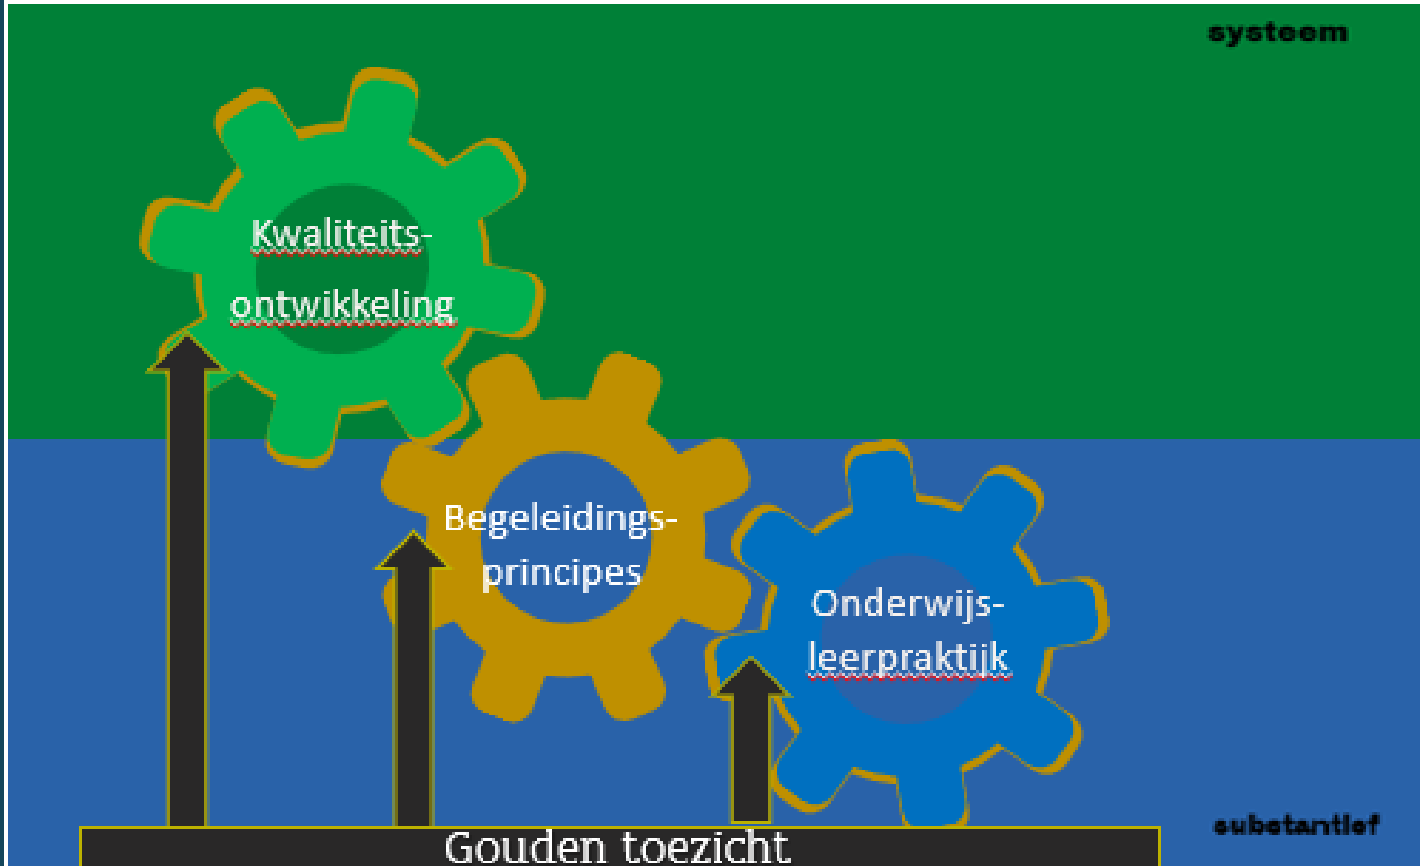 systeem
Kwaliteits-
ontwikkeling
Begeleidings-
principes
Onderwijs-
leerpraktijk
substantief
Gouden toezicht